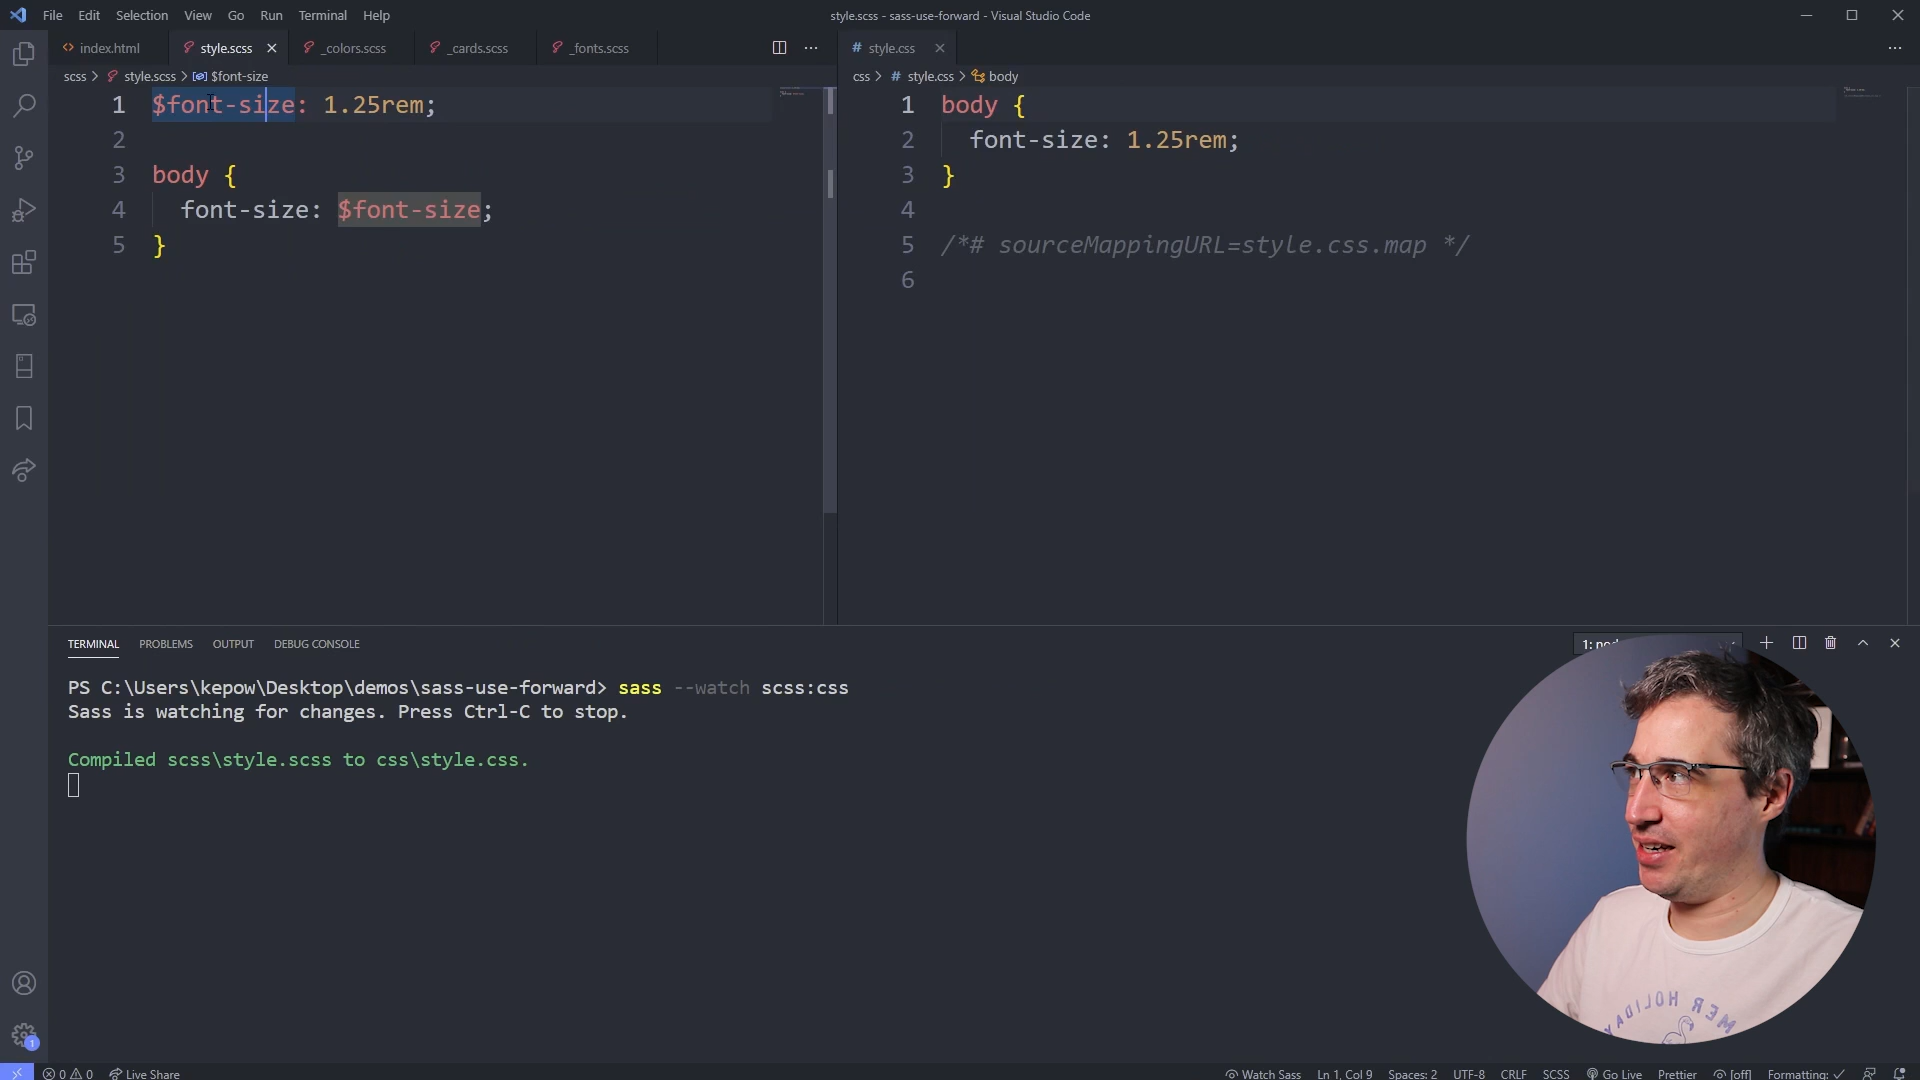 File Edit Selection View Go Run Terminal Help
style.scss - sass-use-forward - Visual Studio Code
index.html style.scss _colors.scss _cards.scss _fonts.scss
style.css
scss > style.scss > $font-size
css > # style.css > body
1 $font-size: 1.25rem;
2
3 body {
4 font-size: $font-size;
5 }
1 body {
2 font-size: 1.25rem;
3 }
4
5 /*# sourceMappingURL=style.css.map */
6
TERMINAL PROBLEMS OUTPUT DEBUG CONSOLE
PS C:\Users\kepow\Desktop\demos\sass-use-forward> sass --watch scss:css
Sass is watching for changes. Press Ctrl-C to stop.
Compiled scss\style.scss to css\style.css.
1
0 0 Live Share
Watch Sass Ln 1, Col 9 Spaces: 2 UTF-8 CRLF SCSS Go Live Prettier [off] Formatting: ✓